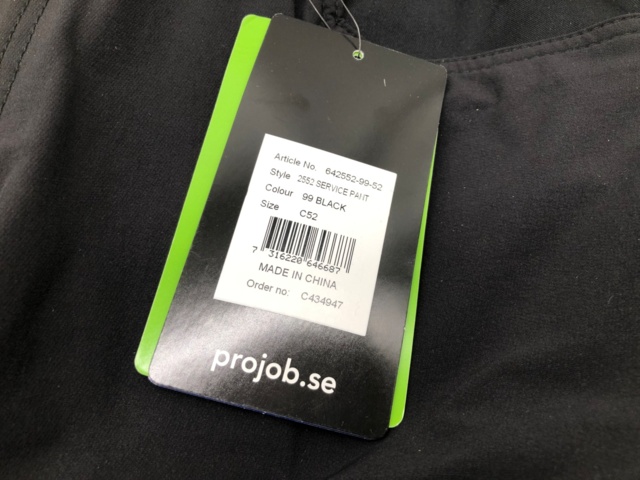 Article No. 642552-99-52
Style 2552 SERVICE PANT
Colour 99 BLACK
Size C52
7 316220 646687
MADE IN CHINA
Order no: C434947
projob.se